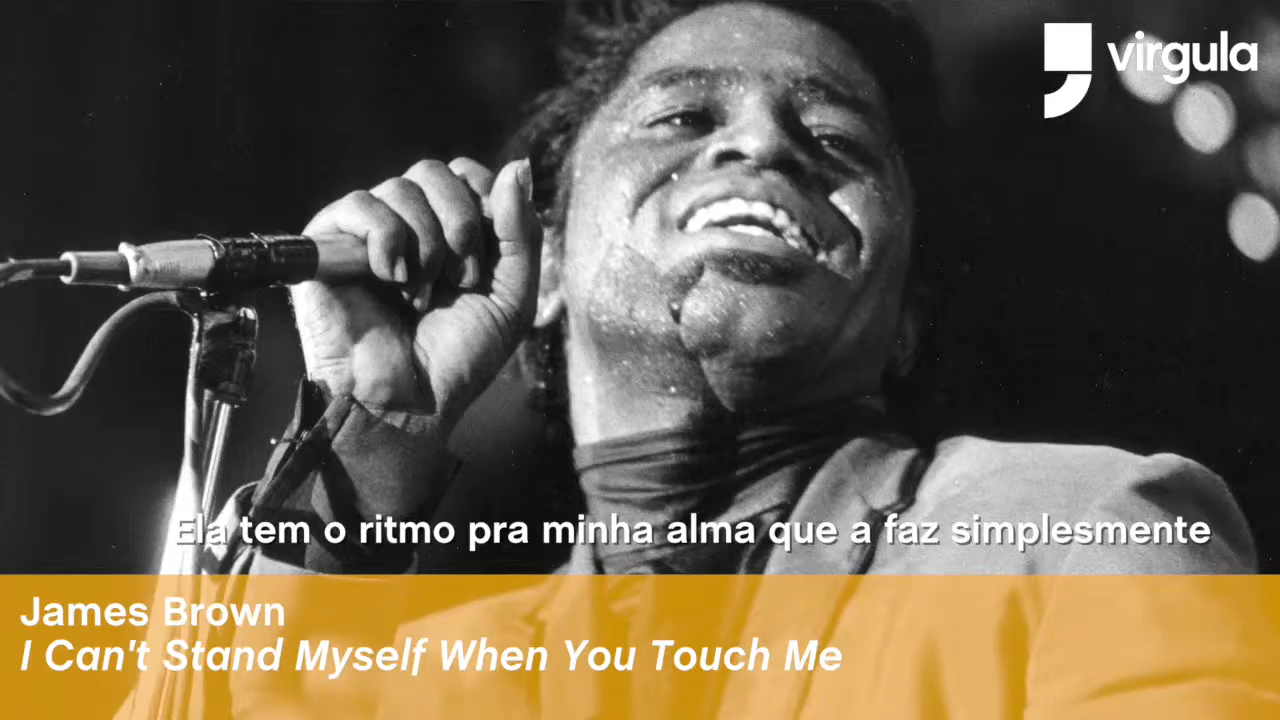 virgula
Ela tem o ritmo pra minha alma que a faz simplesmente
James Brown
I Can't Stand Myself When You Touch Me